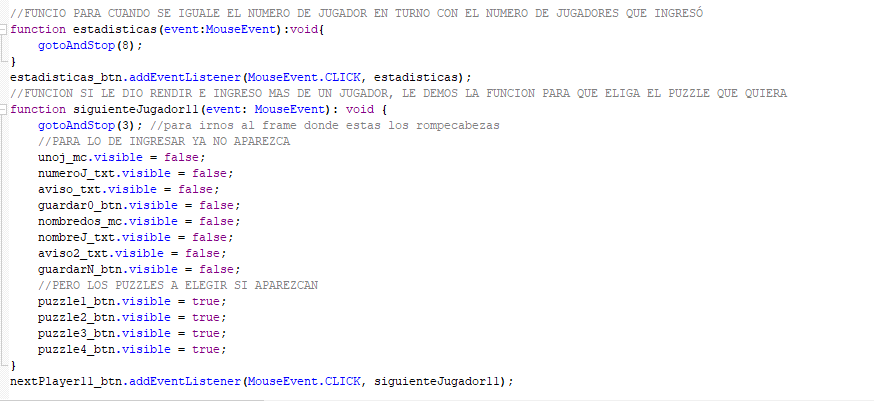 //FUNCIO PARA CUANDO SE IGUALE EL NUMERO DE JUGADOR EN TURNO CON EL NUMERO DE JUGADORES QUE INGRESÓ
function estadisticas(event:MouseEvent):void{
gotoAndStop(8);
}
estadisticas_btn.addEventListener(MouseEvent.CLICK, estadisticas);
//FUNCION SI LE DIO RENDIR E INGRESO MAS DE UN JUGADOR, LE DEMOS LA FUNCION PARA QUE ELIGA EL PUZZLE QUE QUIERA
function siguienteJugador11(event: MouseEvent): void {
gotoAndStop(3); //para irnos al frame donde estas los rompecabezas
//PARA LO DE INGRESAR YA NO APAREZCA
unoj_mc.visible = false;
numeroJ_txt.visible = false;
aviso_txt.visible = false;
guardar0_btn.visible = false;
nombredos_mc.visible = false;
nombreJ_txt.visible = false;
aviso2_txt.visible = false;
guardarN_btn.visible = false;
//PERO LOS PUZZLES A ELEGIR SI APAREZCAN
puzzle1_btn.visible = true;
puzzle2_btn.visible = true;
puzzle3_btn.visible = true;
puzzle4_btn.visible = true;
}
nextPlayer11_btn.addEventListener(MouseEvent.CLICK, siguienteJugador11);